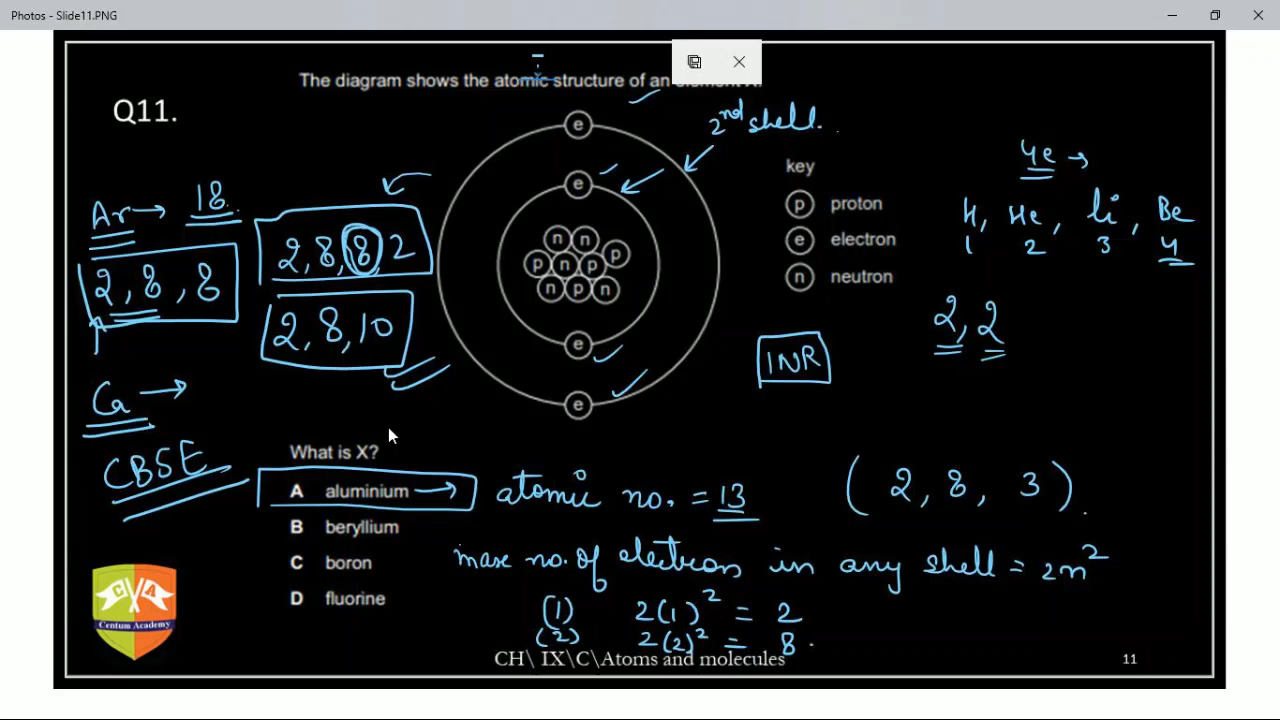 Photos - Slide11.PNG
The diagram shows the atomic structure of an element X.
Q11.
e
2nd shell.
key
p proton
e electron
n neutron
4e →
H, He, Li, Be
1 2 3 4
2, 2
Ar → 18
2, 8, 8
2, 8, 8, 2
2, 8, 10
e
n n
p n p p
n p n
e
e
INR
Ca →
CBSE
What is X?
A aluminium → atomic no. = 13 (2, 8, 3).
B beryllium
max no. of electron in any shell = 2n²
C boron
D fluorine
(1) 2(1)² = 2
(2) 2(2)² = 8.
Centum Academy
CH\ IX\C\Atoms and molecules
11